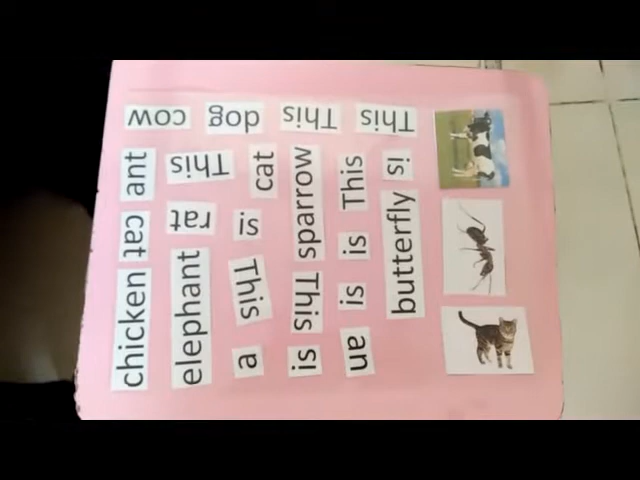 chicken cat ant cow
elephant rat This
a This is cat dog
is This sparrow This
an is is This
butterfly is This